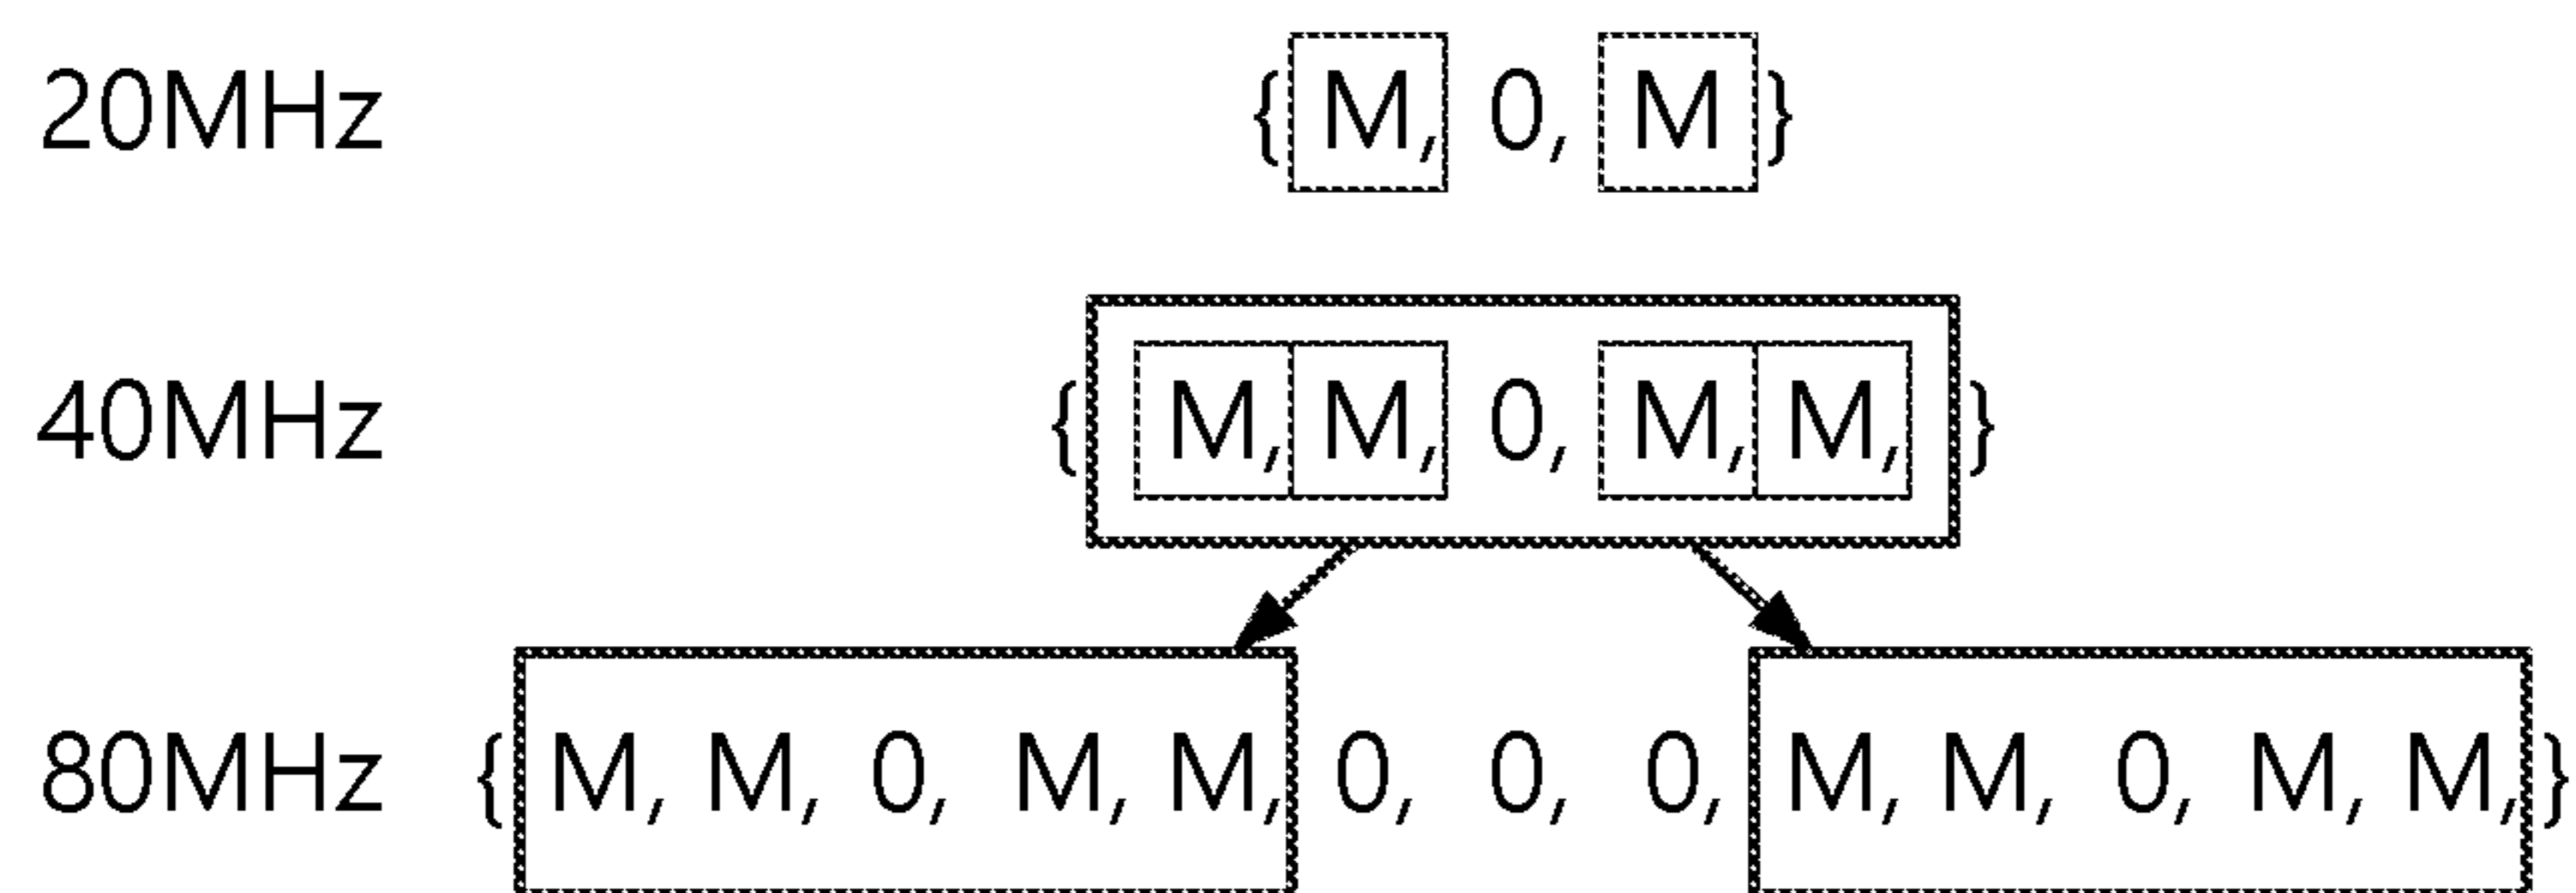 20MHz {M, 0, M}
40MHz {M, M, 0, M, M,}
80MHz {M, M, 0, M, M, 0, 0, 0, M, M, 0, M, M,}